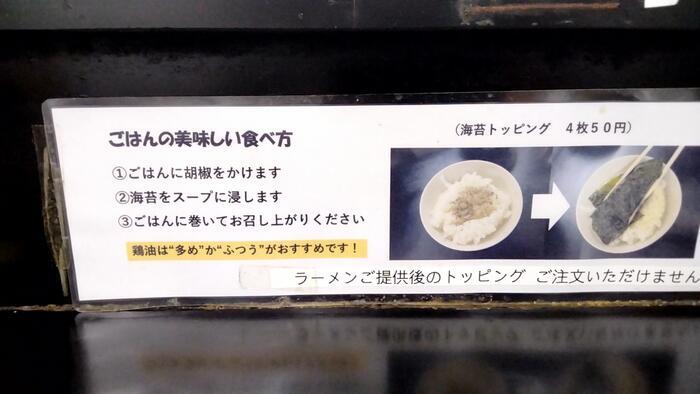 ごはんの美味しい食べ方
①ごはんに胡椒をかけます
②海苔をスープに浸します
③ごはんに巻いてお召し上がりください
鶏油は“多め”か“ふつう”がおすすめです！
（海苔トッピング　４枚５０円）
ラーメンご提供後のトッピング ご注文いただけません